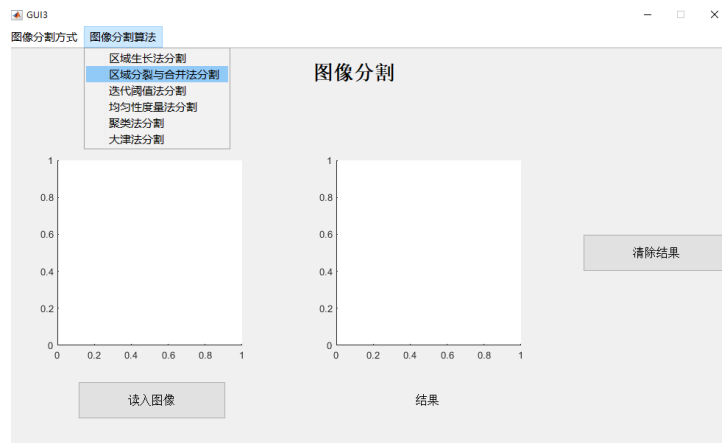 GUI3
图像分割方式 图像分割算法
区域生长法分割
区域分裂与合并法分割
迭代阈值法分割
均匀性度量法分割
聚类法分割
大津法分割
图像分割
1
0.8
0.6
0.4
0.2
0
0 0.2 0.4 0.6 0.8 1
1
0.8
0.6
0.4
0.2
0
0 0.2 0.4 0.6 0.8 1
清除结果
读入图像
结果